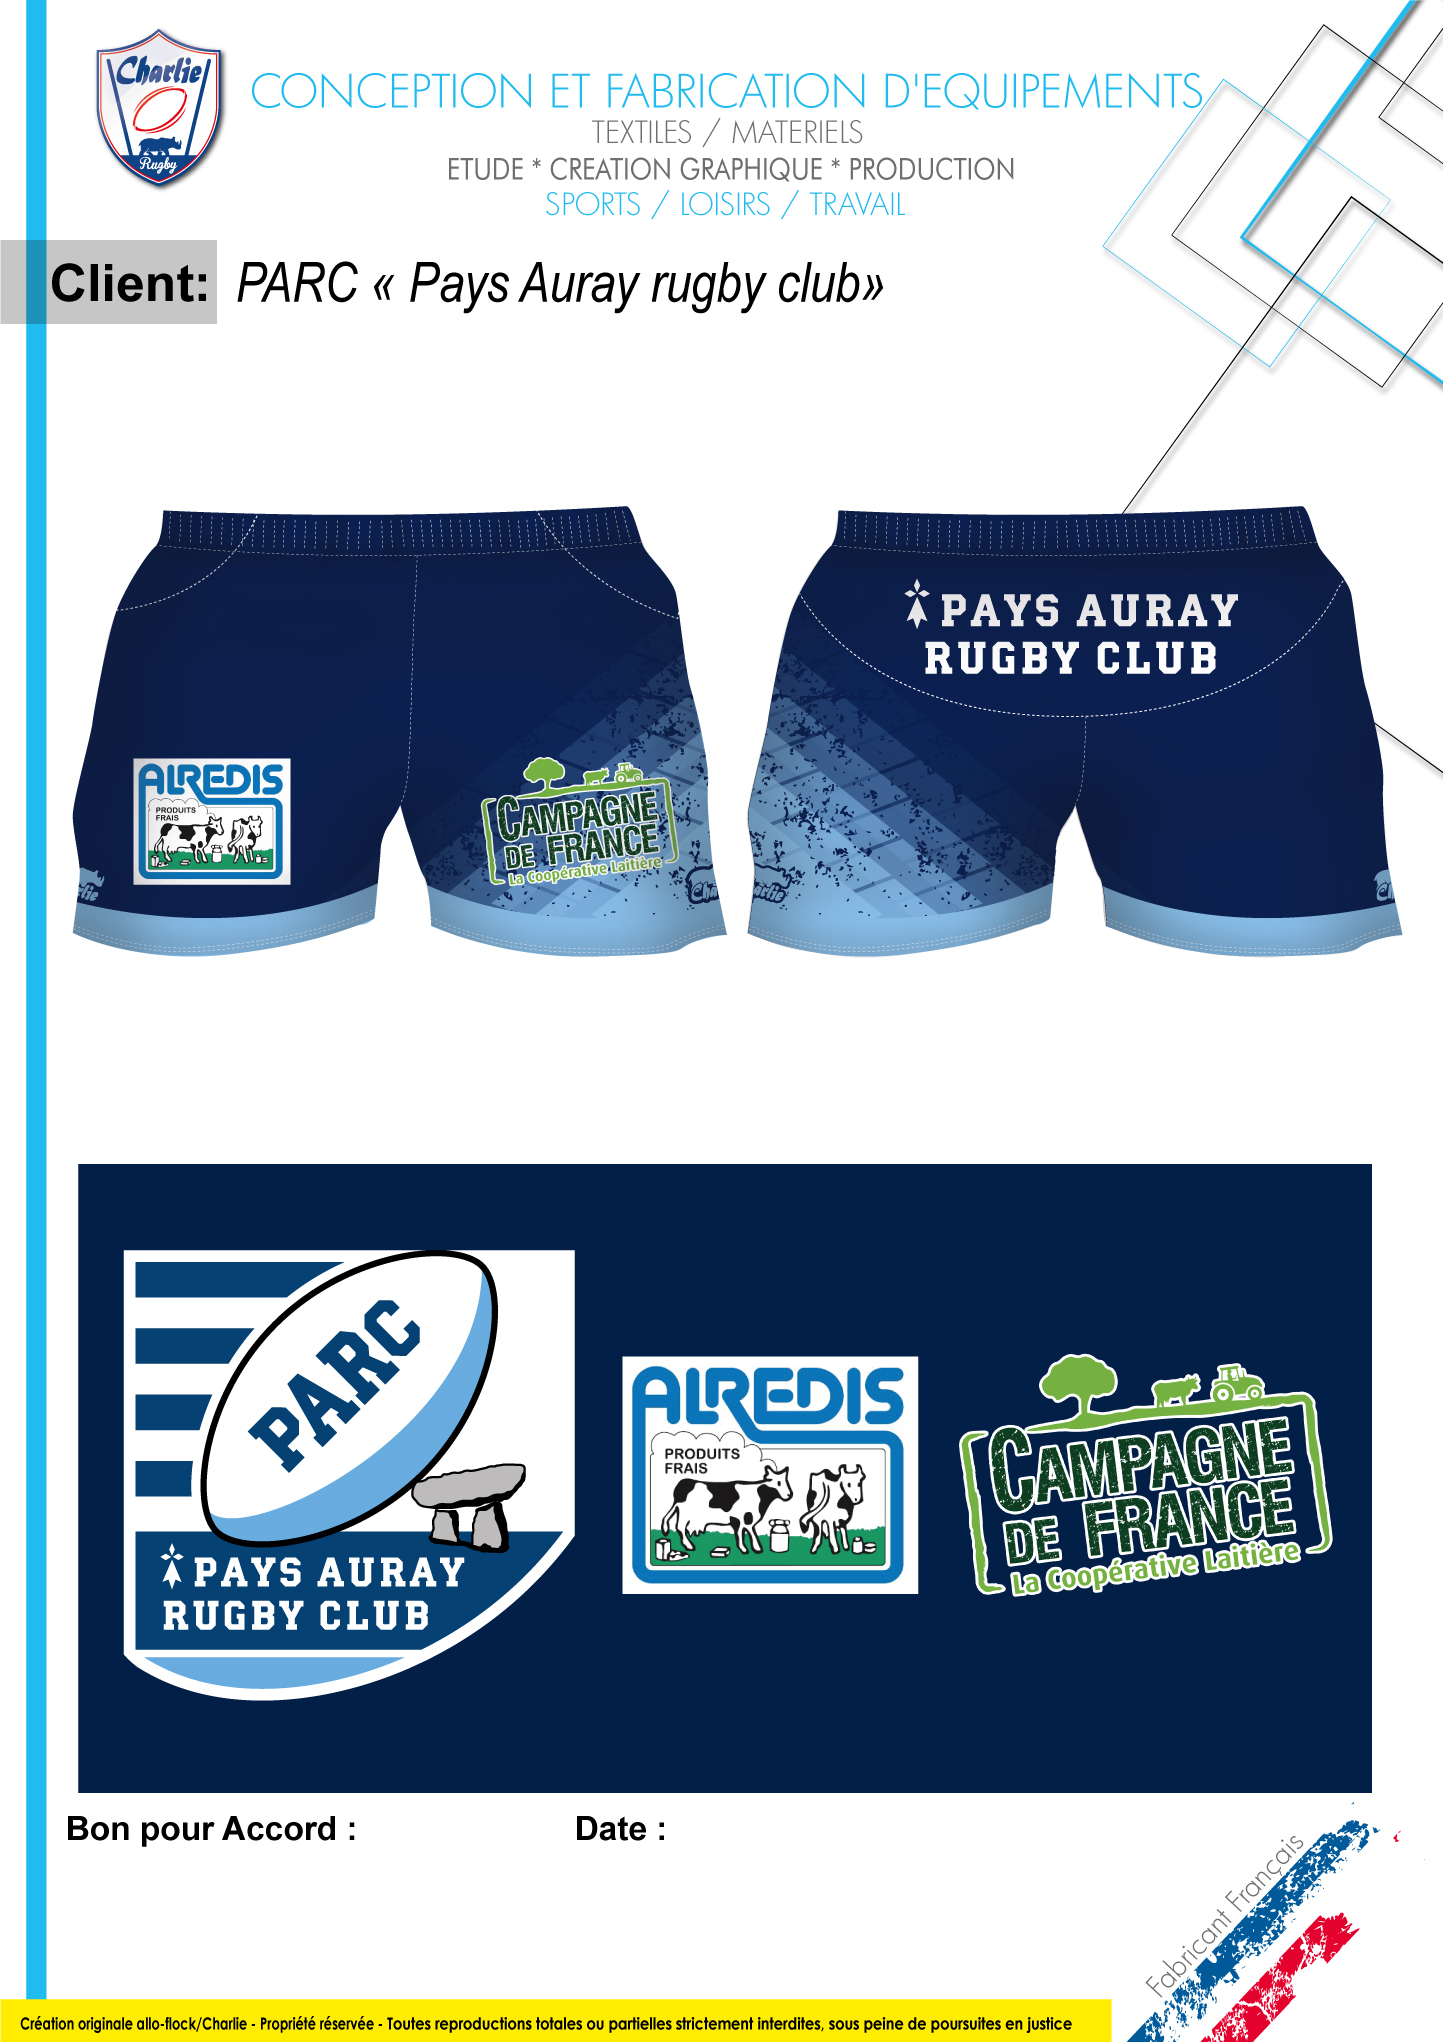 Charlie
Rugby
CONCEPTION ET FABRICATION D'EQUIPEMENTS
TEXTILES / MATERIELS
ETUDE * CREATION GRAPHIQUE * PRODUCTION
SPORTS / LOISIRS / TRAVAIL
Client: PARC « Pays Auray rugby club»
PAYS AURAY
RUGBY CLUB
ALREDIS
PRODUITS
FRAIS
CAMPAGNE
DE FRANCE
La Coopérative Laitière
PARC
PAYS AURAY
RUGBY CLUB
ALREDIS
PRODUITS
FRAIS
CAMPAGNE
DE FRANCE
La Coopérative Laitière
Bon pour Accord : Date :
Fabricant Français
Création originale allo-flock/Charlie - Propriété réservée - Toutes reproductions totales ou partielles strictement interdites, sous peine de poursuites en justice